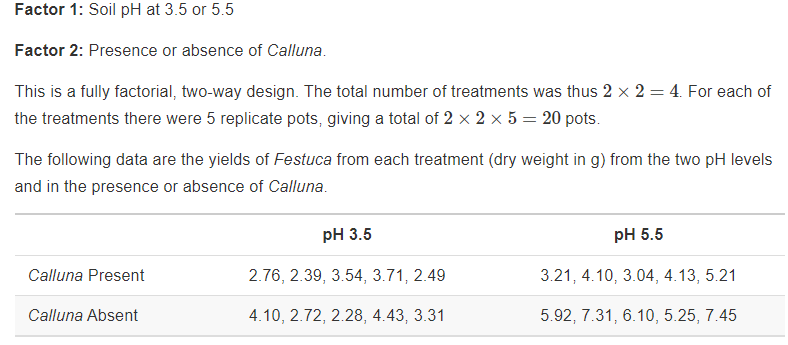 Factor 1: Soil pH at 3.5 or 5.5
Factor 2: Presence or absence of Calluna.
This is a fully factorial, two-way design. The total number of treatments was thus 2 × 2 = 4. For each of
the treatments there were 5 replicate pots, giving a total of 2 × 2 × 5 = 20 pots.
The following data are the yields of Festuca from each treatment (dry weight in g) from the two pH levels
and in the presence or absence of Calluna.
pH 3.5 pH 5.5
Calluna Present 2.76, 2.39, 3.54, 3.71, 2.49 3.21, 4.10, 3.04, 4.13, 5.21
Calluna Absent 4.10, 2.72, 2.28, 4.43, 3.31 5.92, 7.31, 6.10, 5.25, 7.45